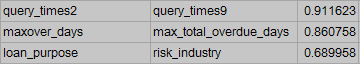 query_times2 query_times9 0.911623
maxover_days max_total_overdue_days 0.860758
loan_purpose risk_industry 0.689958